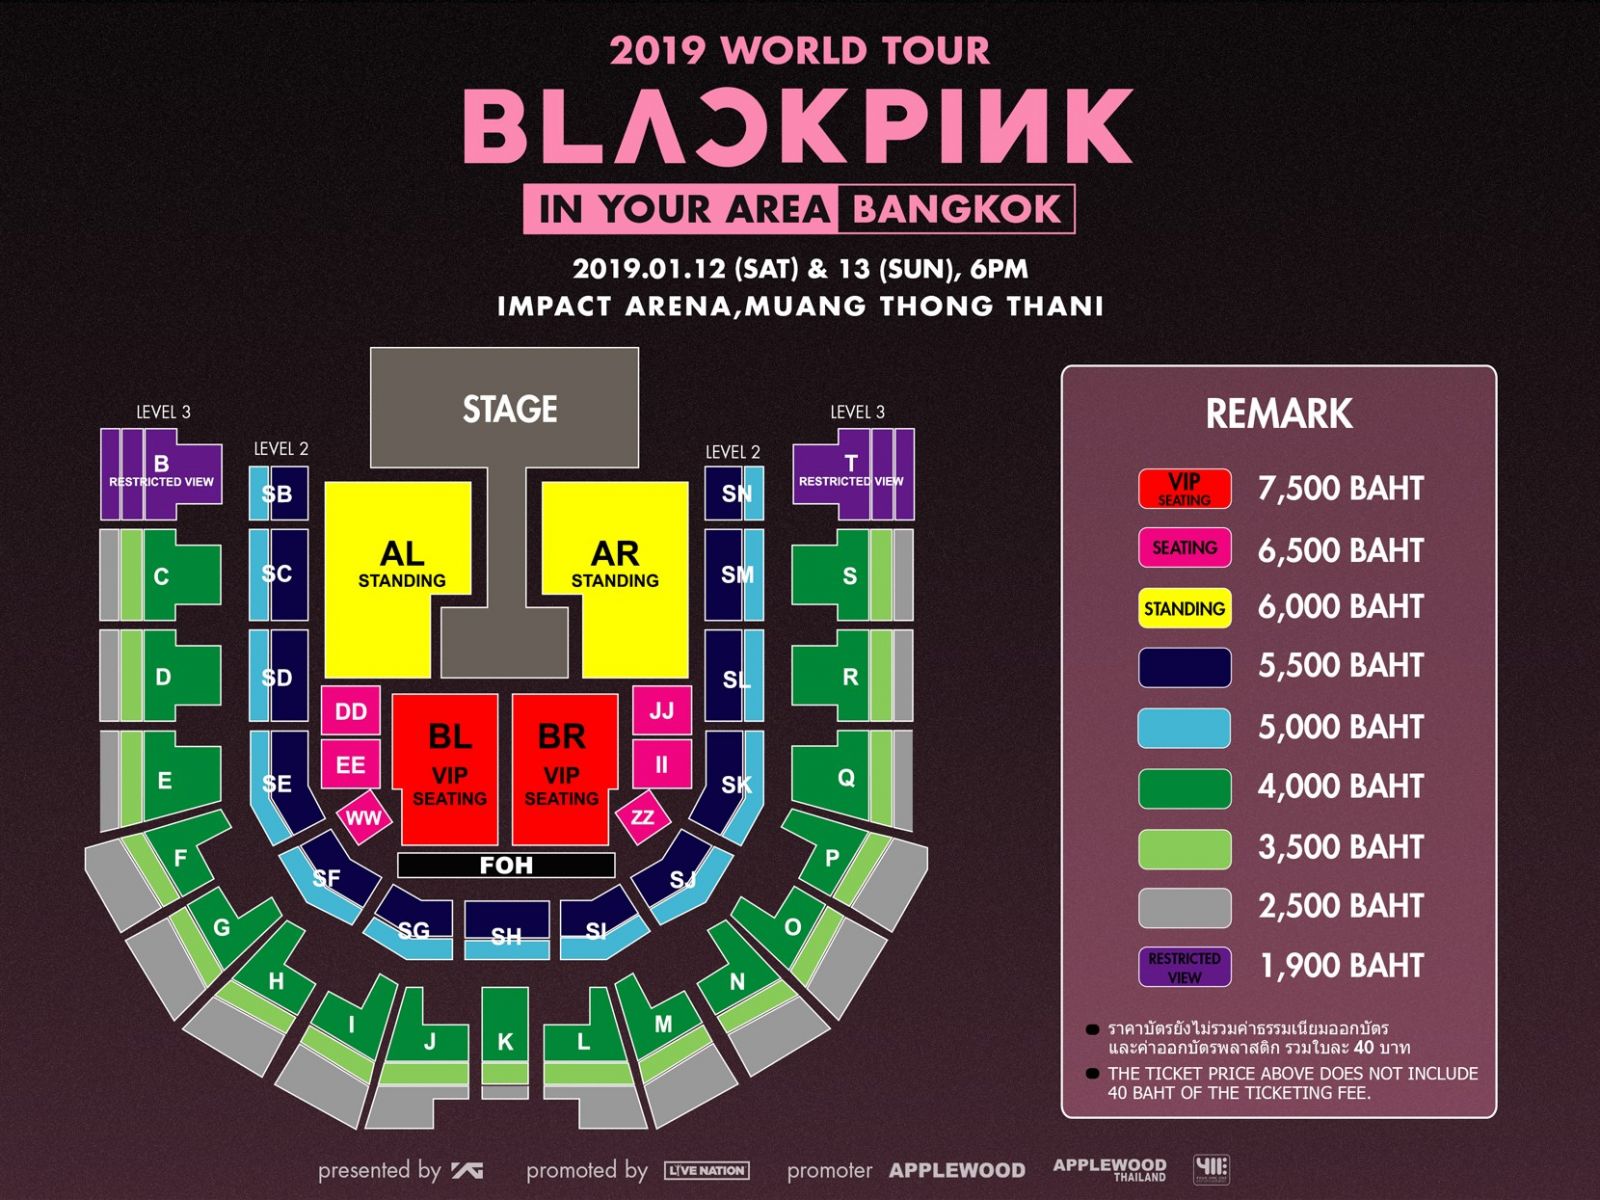 2019 WORLD TOUR
BLACKPINK
IN YOUR AREA BANGKOK
2019.01.12 (SAT) & 13 (SUN), 6PM
IMPACT ARENA,MUANG THONG THANI
STAGE
LEVEL 3
LEVEL 2
LEVEL 2
LEVEL 3
B
RESTRICTED VIEW
T
RESTRICTED VIEW
SB
SN
AL
STANDING
AR
STANDING
C
SC
SM
S
D
SD
SL
R
DD
JJ
BL
VIP
SEATING
BR
VIP
SEATING
EE
II
E
SE
SK
Q
WW
ZZ
FOH
F
SF
SJ
P
G
SG
SH
SI
O
H
N
I
J
K
L
M
REMARK
VIP
SEATING
7,500 BAHT
SEATING
6,500 BAHT
STANDING
6,000 BAHT
5,500 BAHT
5,000 BAHT
4,000 BAHT
3,500 BAHT
2,500 BAHT
RESTRICTED
VIEW
1,900 BAHT
ราคาบัตรยังไม่รวมค่าธรรมเนียมออกบัตร
และค่าออกบัตรพลาสติก รวมใบละ 40 บาท
THE TICKET PRICE ABOVE DOES NOT INCLUDE
40 BAHT OF THE TICKETING FEE.
presented by YG promoted by LIVE NATION promoter APPLEWOOD APPLEWOOD
THAILAND